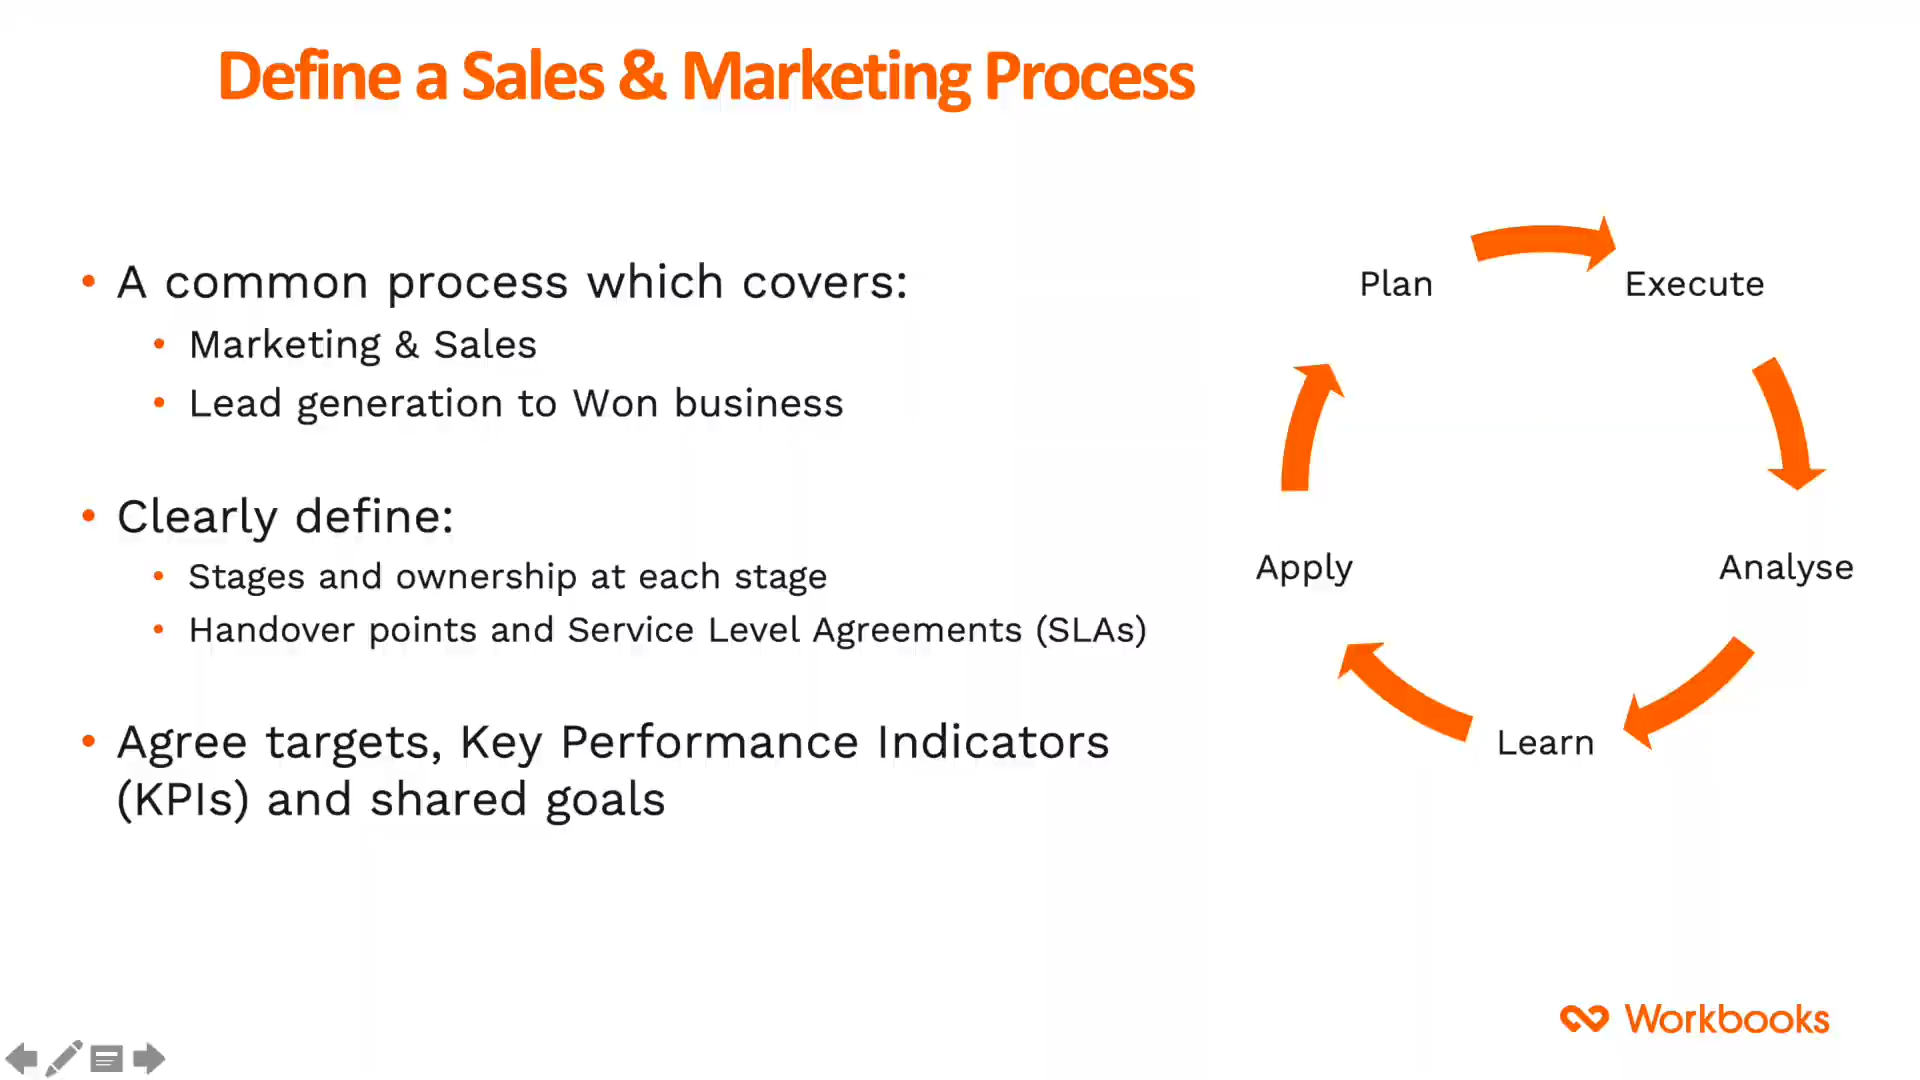 Define a Sales & Marketing Process
• A common process which covers:
• Marketing & Sales
• Lead generation to Won business
• Clearly define:
• Stages and ownership at each stage
• Handover points and Service Level Agreements (SLAs)
• Agree targets, Key Performance Indicators
(KPIs) and shared goals
Plan
Execute
Analyse
Learn
Apply
Workbooks